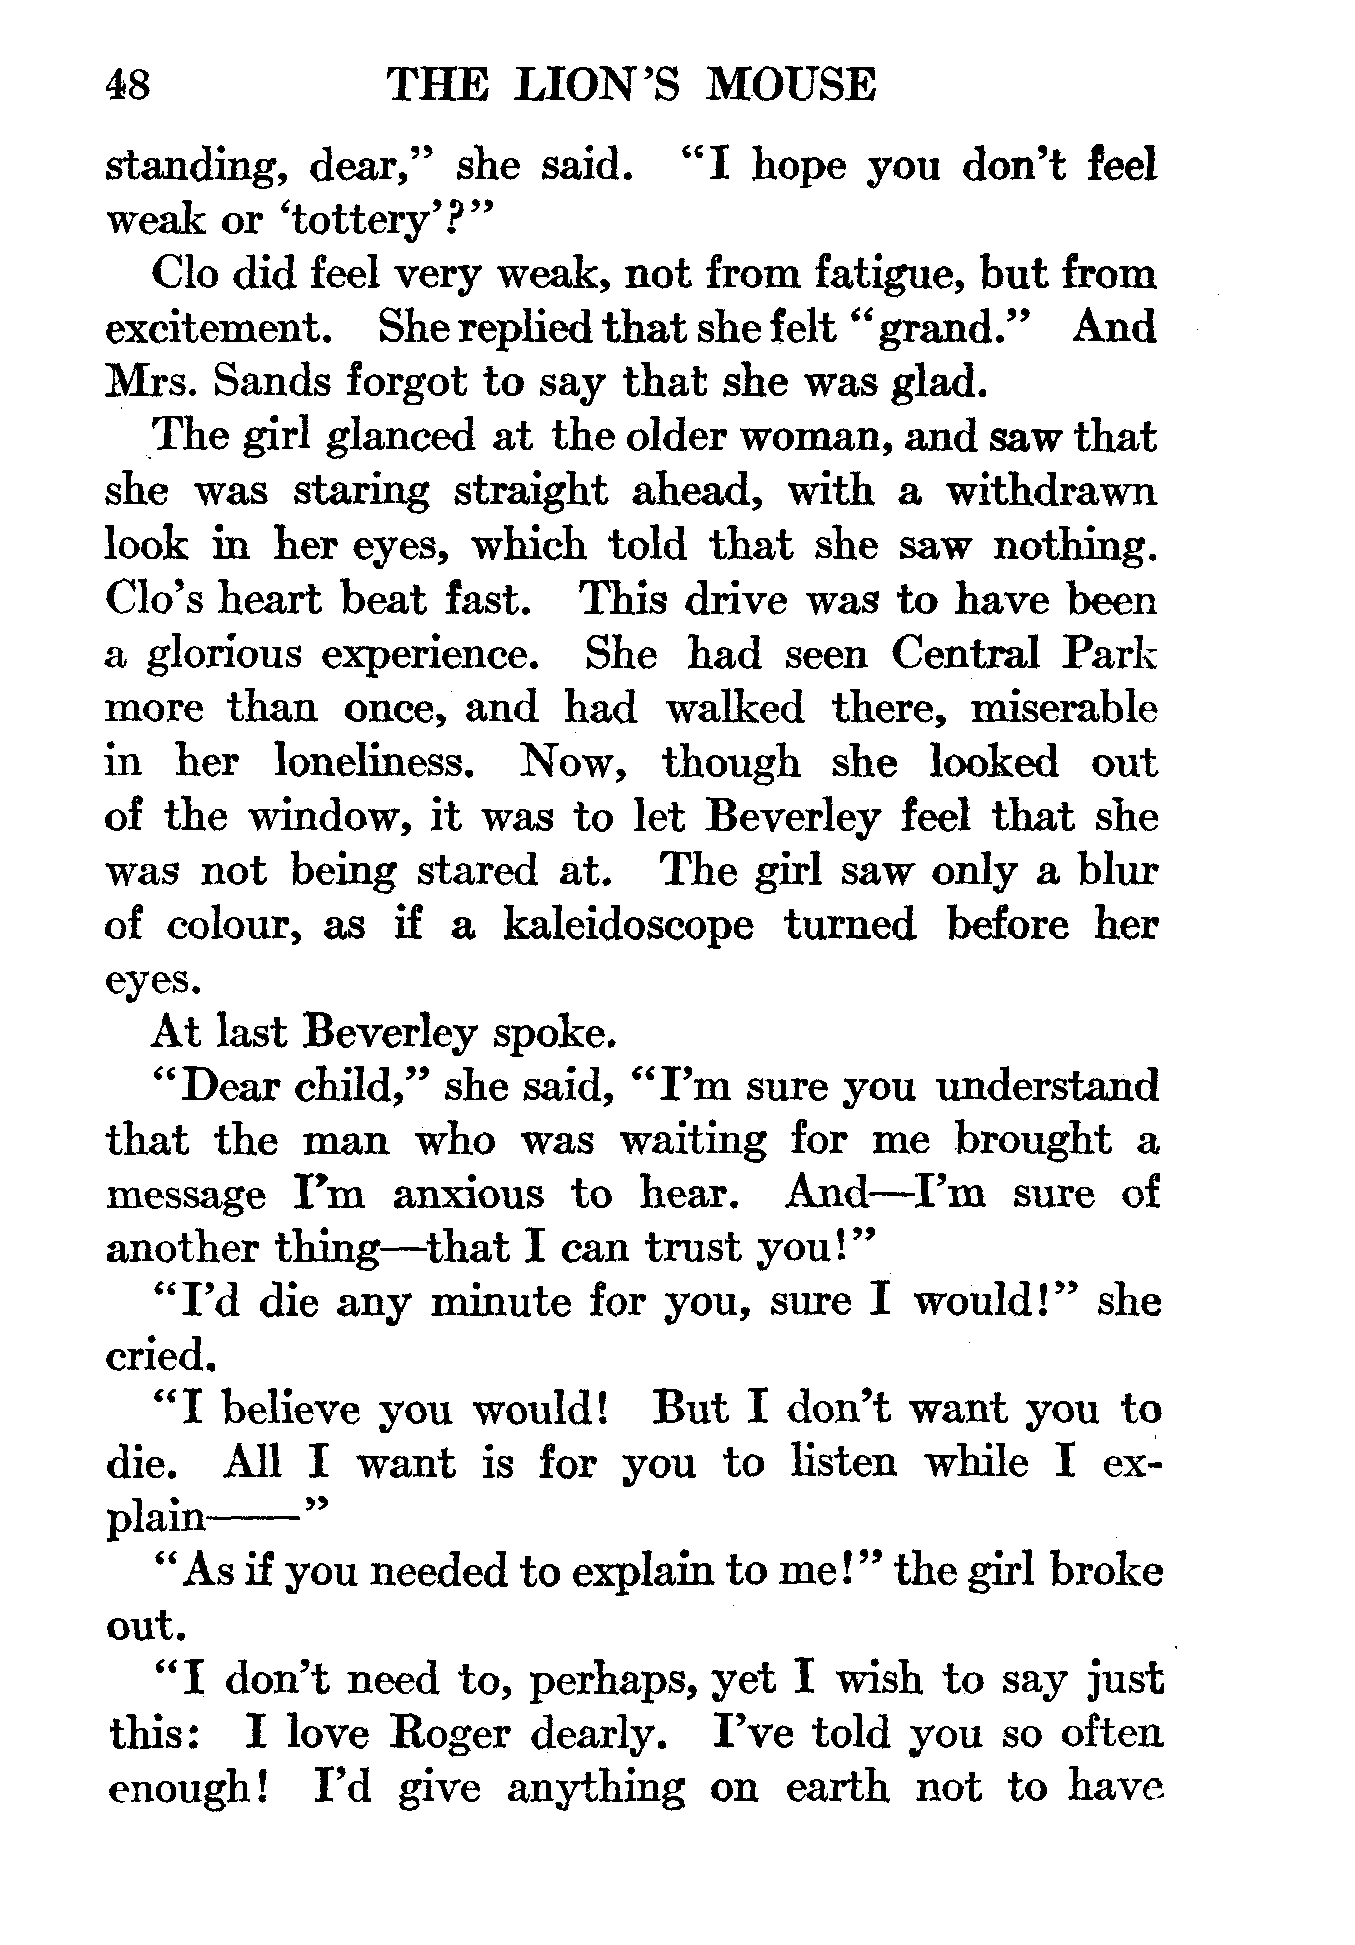 48 THE LION'S MOUSE
standing, dear," she said. "I hope you don't feel
weak or 'tottery'?"
Clo did feel very weak, not from fatigue, but from
excitement. She replied that she felt "grand." And
Mrs. Sands forgot to say that she was glad.
The girl glanced at the older woman, and saw that
she was staring straight ahead, with a withdrawn
look in her eyes, which told that she saw nothing.
Clo's heart beat fast. This drive was to have been
a glorious experience. She had seen Central Park
more than once, and had walked there, miserable
in her loneliness. Now, though she looked out
of the window, it was to let Beverley feel that she
was not being stared at. The girl saw only a blur
of colour, as if a kaleidoscope turned before her
eyes.
At last Beverley spoke.
"Dear child," she said, "I'm sure you understand
that the man who was waiting for me brought a
message I'm anxious to hear. And—I'm sure of
another thing—that I can trust you!"
"I'd die any minute for you, sure I would!" she
cried.
"I believe you would! But I don't want you to
die. All I want is for you to listen while I ex-
plain——"
"As if you needed to explain to me!" the girl broke
out.
"I don't need to, perhaps, yet I wish to say just
this: I love Roger dearly. I've told you so often
enough! I'd give anything on earth not to have